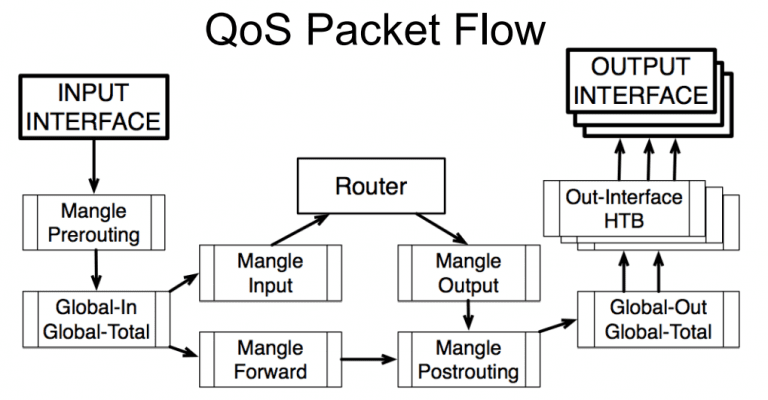 QoS Packet Flow
INPUT
INTERFACE
OUTPUT
INTERFACE
Router
Mangle
Prerouting
Out-Interface
HTB
Mangle
Input
Mangle
Output
Global-In
Global-Total
Global-Out
Global-Total
Mangle
Forward
Mangle
Postrouting